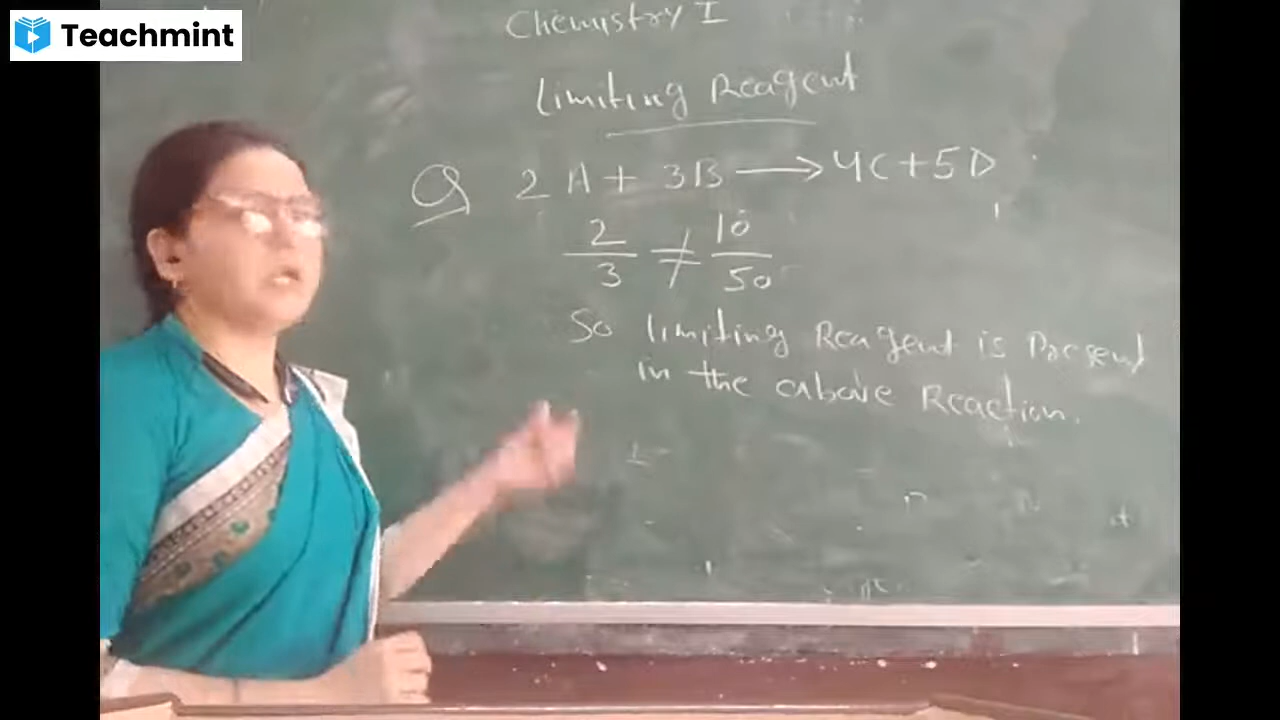 Teachmint
Chemistry I
Limiting Reagent
Q 2A + 3B → 4C + 5D
2/3 ≠ 10/50
So limiting Reagent is Present
in the above Reaction.